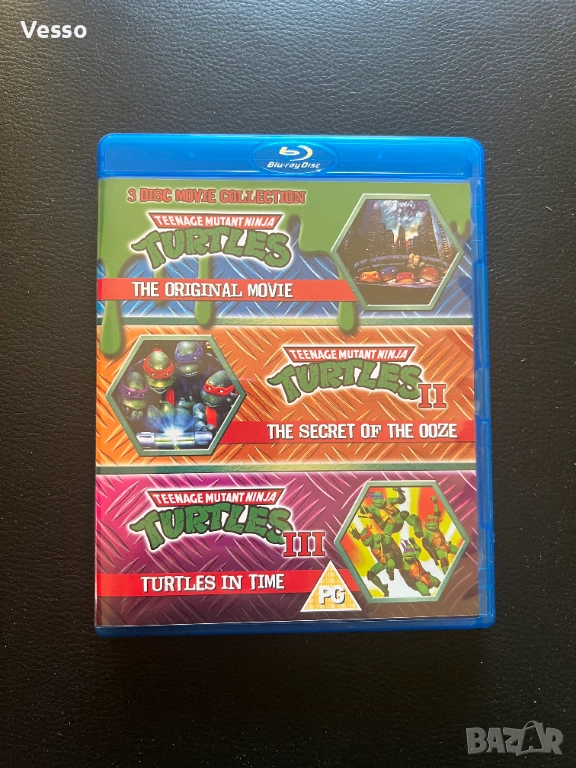 Vesso
Blu-ray Disc
3 DISC MOVIE COLLECTION
TEENAGE MUTANT NINJA
TURTLES
THE ORIGINAL MOVIE
TEENAGE MUTANT NINJA
TURTLES II
THE SECRET OF THE OOZE
TEENAGE MUTANT NINJA
TURTLES III
TURTLES IN TIME
PG
BAZAR